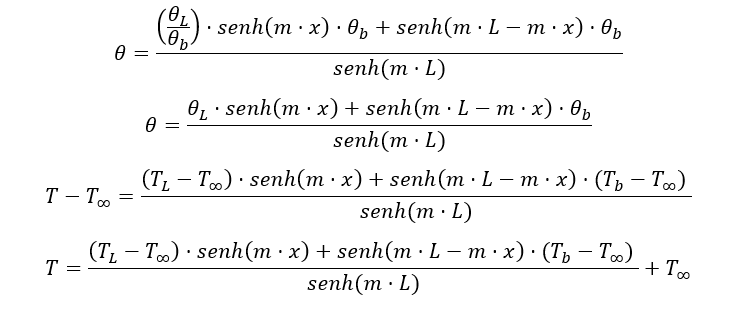 θ = ((θ_L/θ_b) · senh(m · x) · θ_b + senh(m · L − m · x) · θ_b) / senh(m · L)
θ = (θ_L · senh(m · x) + senh(m · L − m · x) · θ_b) / senh(m · L)
T − T_∞ = ((T_L − T_∞) · senh(m · x) + senh(m · L − m · x) · (T_b − T_∞)) / senh(m · L)
T = ((T_L − T_∞) · senh(m · x) + senh(m · L − m · x) · (T_b − T_∞)) / senh(m · L) + T_∞